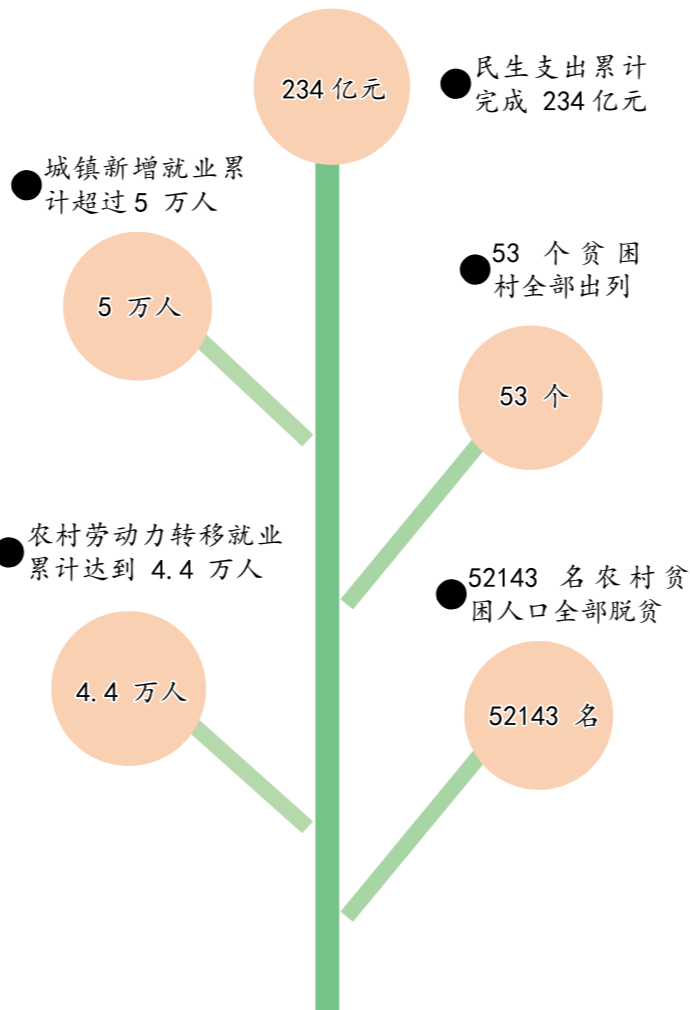 234亿元
民生支出累计
完成 234亿元
城镇新增就业累
计超过5 万人
5 万人
53 个贫困
村全部出列
53 个
农村劳动力转移就业
累计达到 4.4 万人
4.4 万人
52143 名农村贫
困人口全部脱贫
52143 名